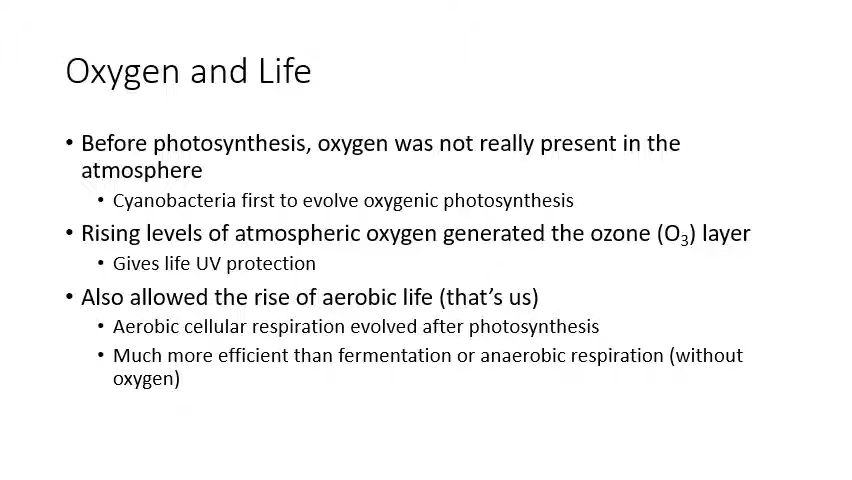 Oxygen and Life
• Before photosynthesis, oxygen was not really present in the
atmosphere
• Cyanobacteria first to evolve oxygenic photosynthesis
• Rising levels of atmospheric oxygen generated the ozone (O₃) layer
• Gives life UV protection
• Also allowed the rise of aerobic life (that’s us)
• Aerobic cellular respiration evolved after photosynthesis
• Much more efficient than fermentation or anaerobic respiration (without
oxygen)